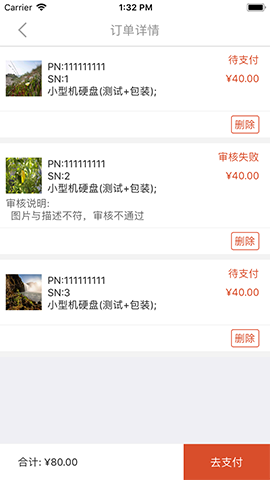 Carrier 1:32 PM
订单详情
待支付
PN:111111111
SN:1
¥40.00
小型机硬盘(测试+包装);
删除
审核失败
PN:111111111
SN:2
¥40.00
小型机硬盘(测试+包装);
审核说明:
图片与描述不符，审核不通过
删除
待支付
PN:111111111
SN:3
¥40.00
小型机硬盘(测试+包装);
删除
合计: ¥80.00
去支付